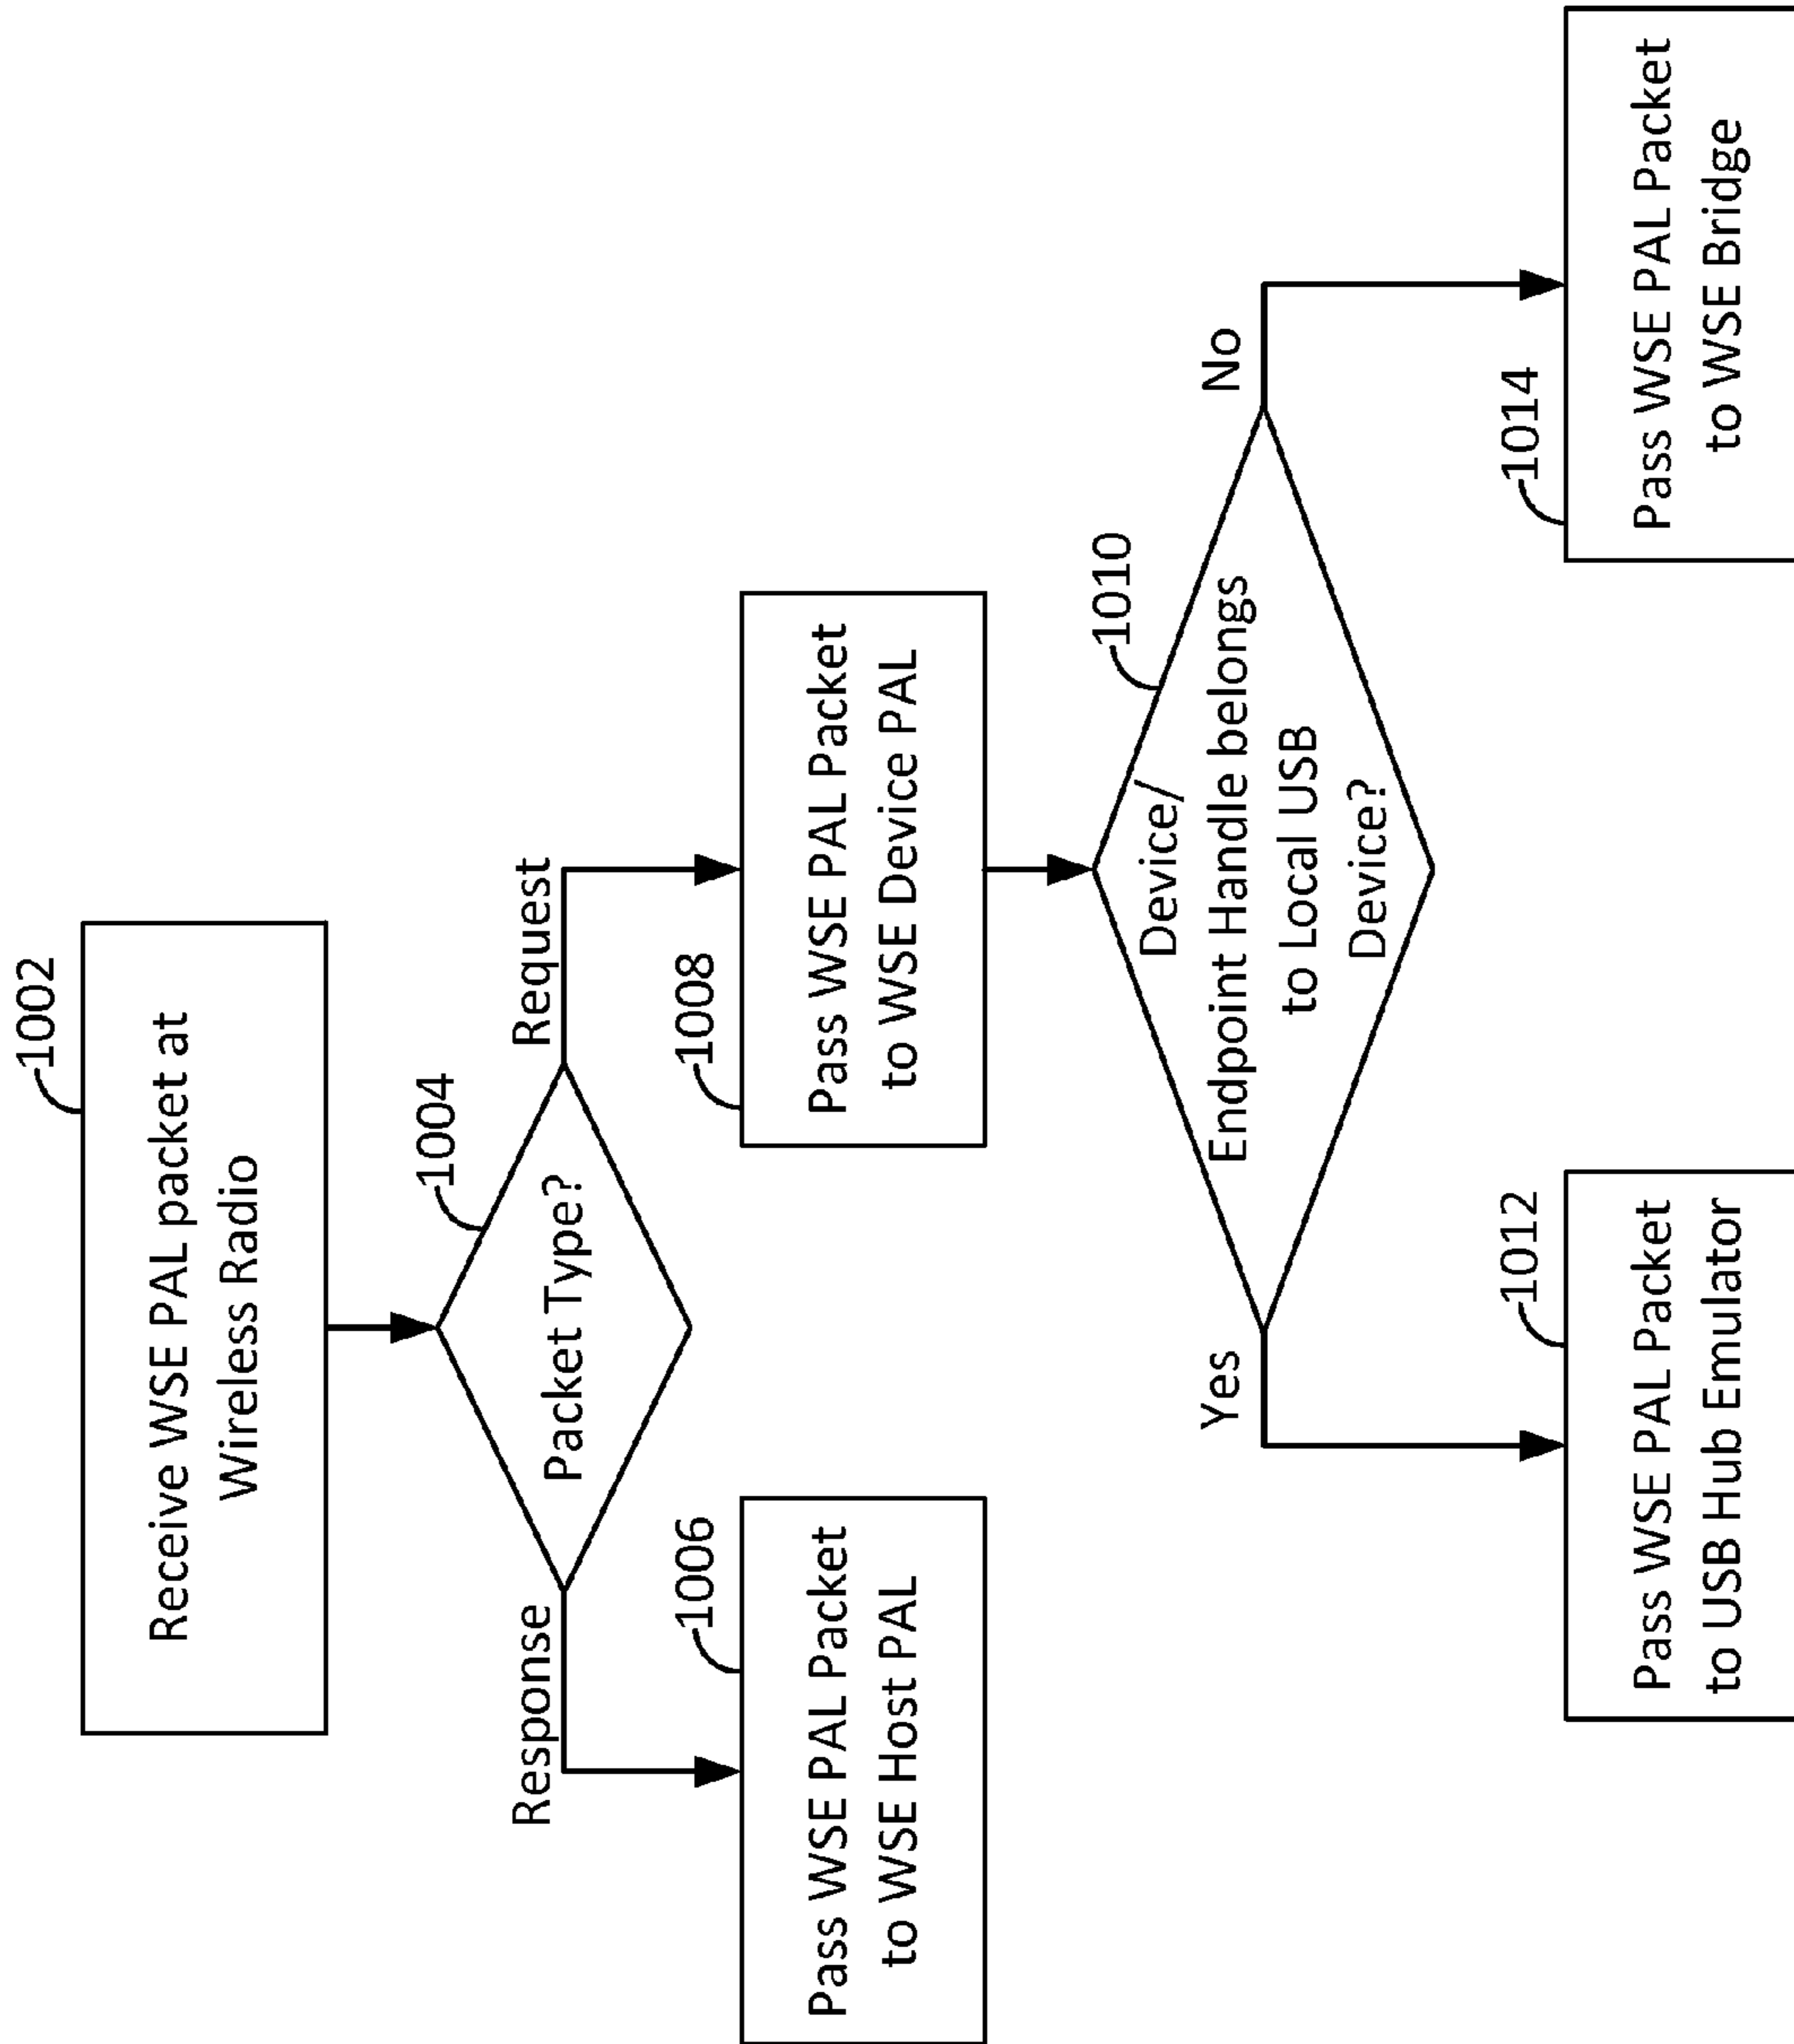 1002
Receive WSE PAL packet at
Wireless Radio
1004
Packet Type?
Response
Request
1006
Pass WSE PAL Packet
to WSE Host PAL
1008
Pass WSE PAL Packet
to WSE Device PAL
1010
Device/
Endpoint Handle belongs
to Local USB
Device?
Yes
No
1012
Pass WSE PAL Packet
to USB Hub Emulator
1014
Pass WSE PAL Packet
to WSE Bridge